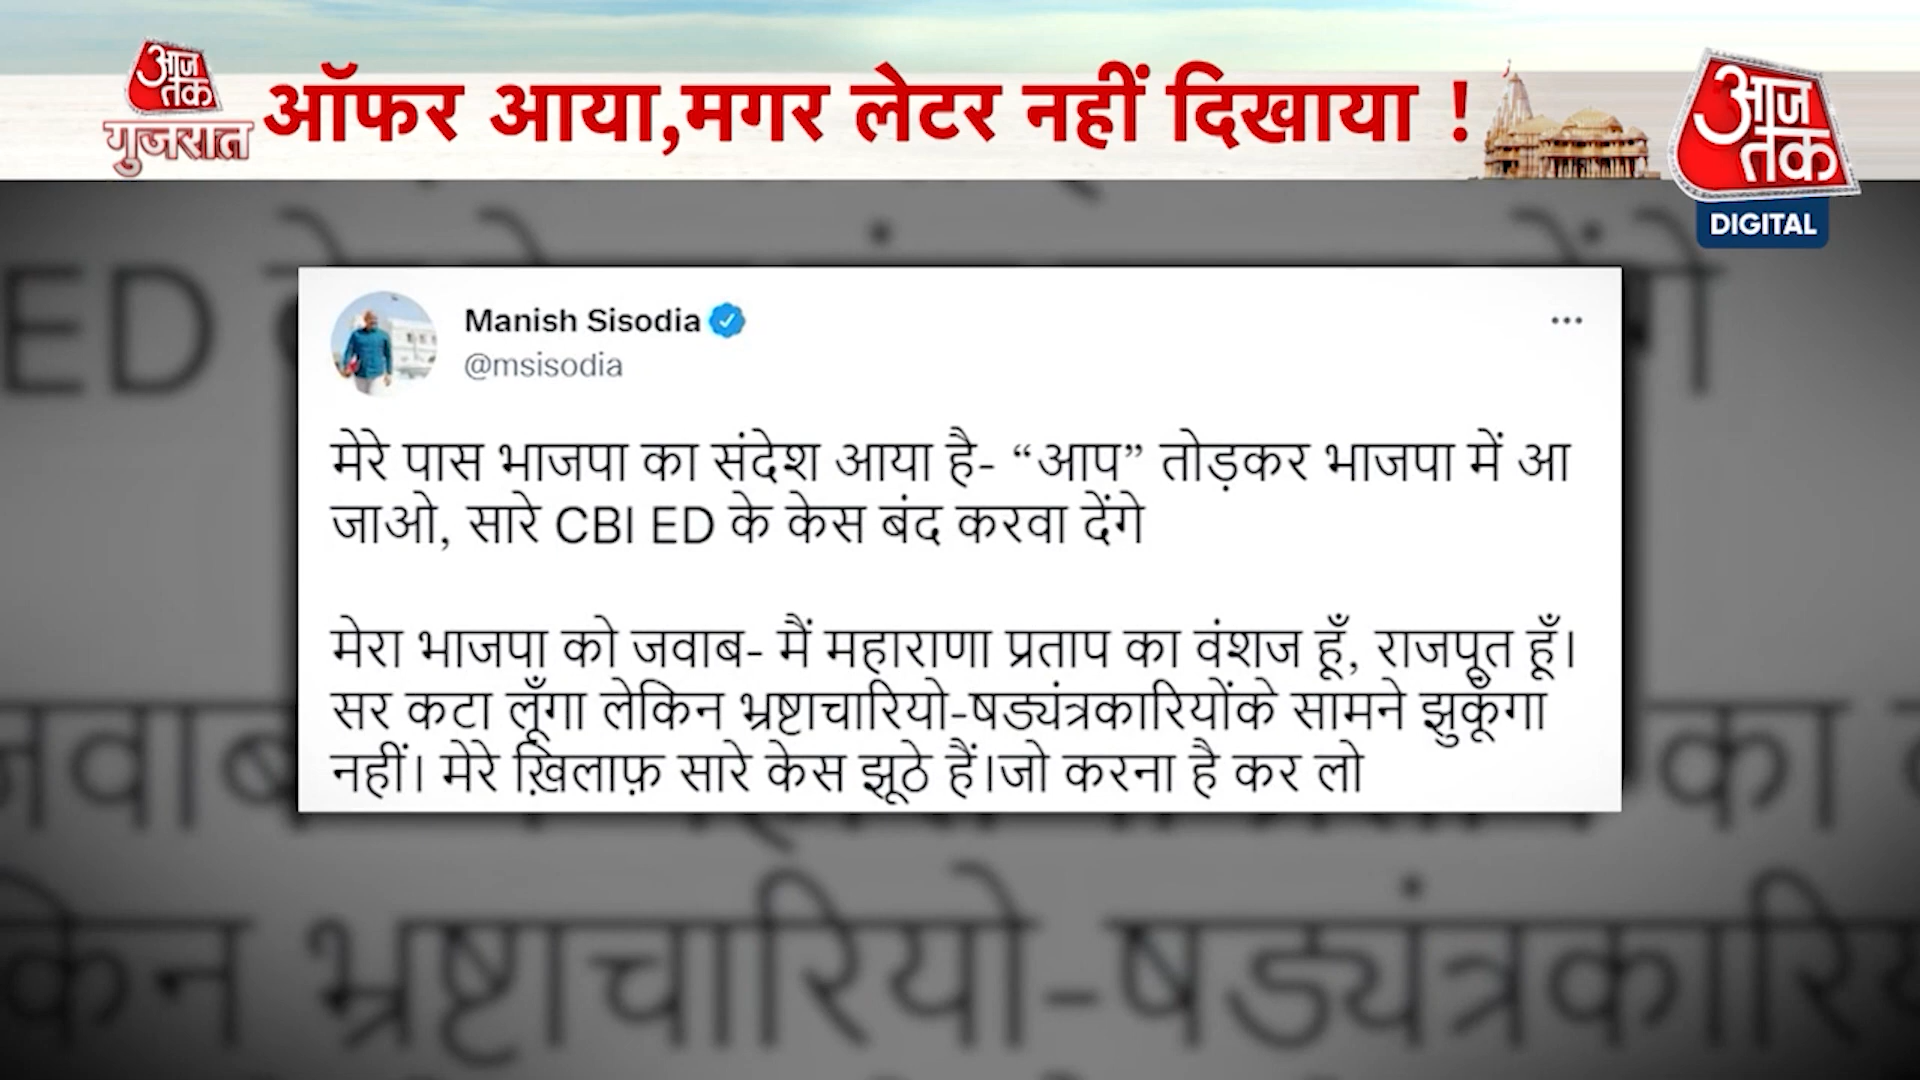 आज तक
गुजरात
ऑफर आया,मगर लेटर नहीं दिखाया !
आज तक
DIGITAL
Manish Sisodia
@msisodia
मेरे पास भाजपा का संदेश आया है- “आप” तोड़कर भाजपा में आ
जाओ, सारे CBI ED के केस बंद करवा देंगे
मेरा भाजपा को जवाब- मैं महाराणा प्रताप का वंशज हूँ, राजपूत हूँ।
सर कटा लूँगा लेकिन भ्रष्टाचारियो-षड्यंत्रकारियोंके सामने झुकूँगा
नहीं। मेरे ख़िलाफ़ सारे केस झूठे हैं।जो करना है कर लो